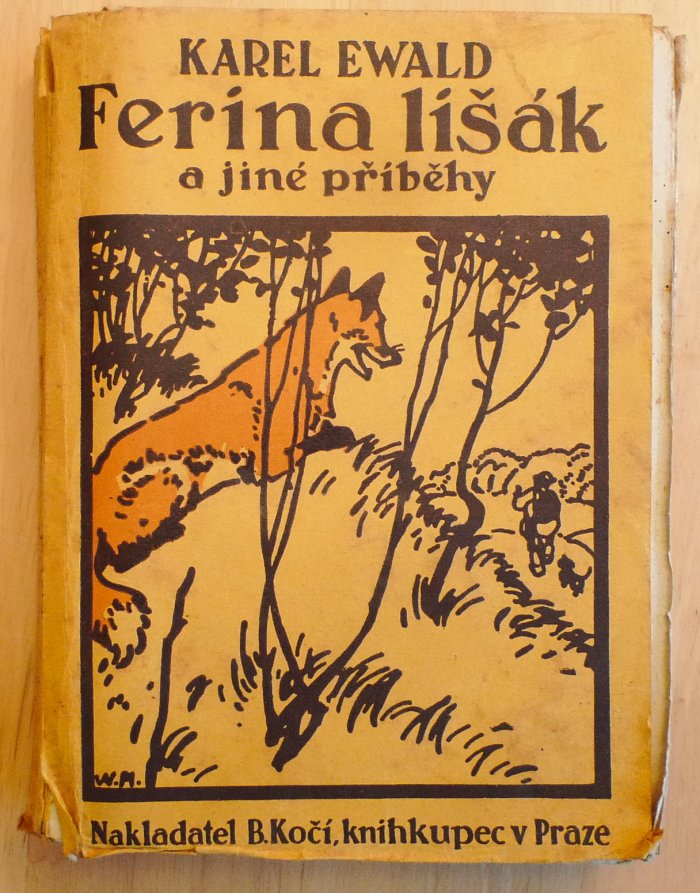 KAREL EWALD
Ferina lišák
a jiné příběhy
W.M.
Nakladatel B.Kočí, knihkupec v Praze